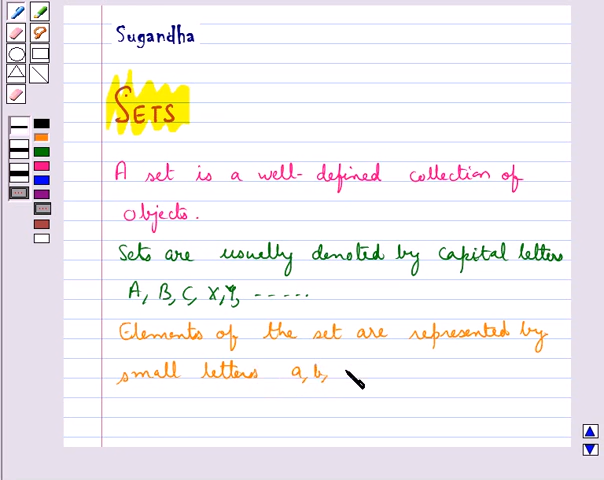 Sugandha
SETS
A set is a well-defined collection of
objects.
Sets are usually denoted by capital letters
A, B, C, X, Y, -----.
Elements of the set are represented by
small letters a, b,